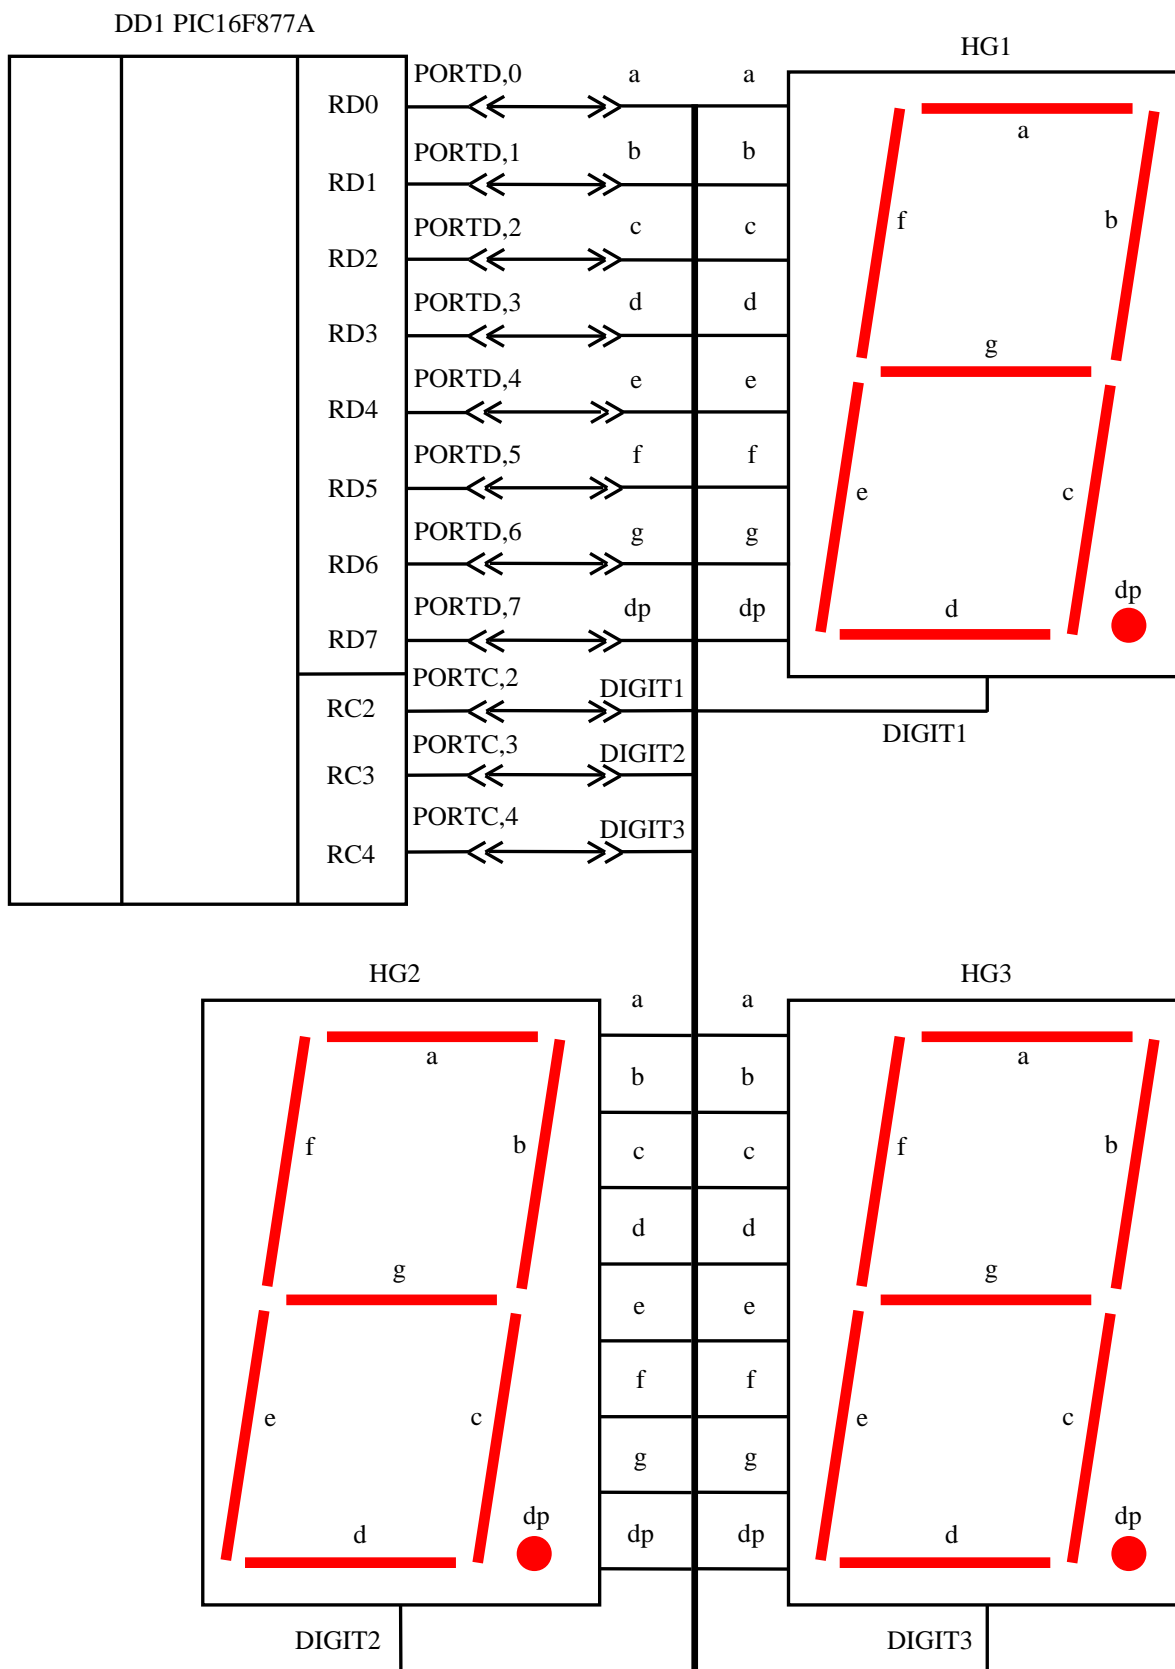 DD1 PIC16F877A
HG1
PORTD,0 a a
RD0
a
PORTD,1 b b
RD1
PORTD,2 c c
f b
RD2
PORTD,3 d d
RD3
g
PORTD,4 e e
RD4
PORTD,5 f f
RD5
e c
PORTD,6 g g
RD6
PORTD,7 dp dp
d dp
RD7
PORTC,2 DIGIT1
RC2
DIGIT1
PORTC,3 DIGIT2
RC3
PORTC,4 DIGIT3
RC4
HG2 HG3
a a
a a
b b
f b c c f b
d d
g g
e e
f f
e c e c
g g
dp dp
d dp dp d
DIGIT2 DIGIT3